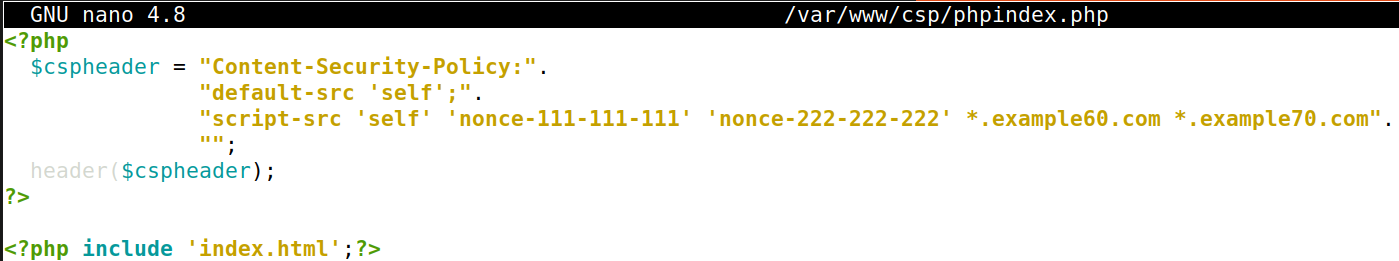 GNU nano 4.8 /var/www/csp/phpindex.php
<?php
$cspheader = "Content-Security-Policy:".
"default-src 'self';".
"script-src 'self' 'nonce-111-111-111' 'nonce-222-222-222' *.example60.com *.example70.com".
"";
header($cspheader);
?>
<?php include 'index.html';?>